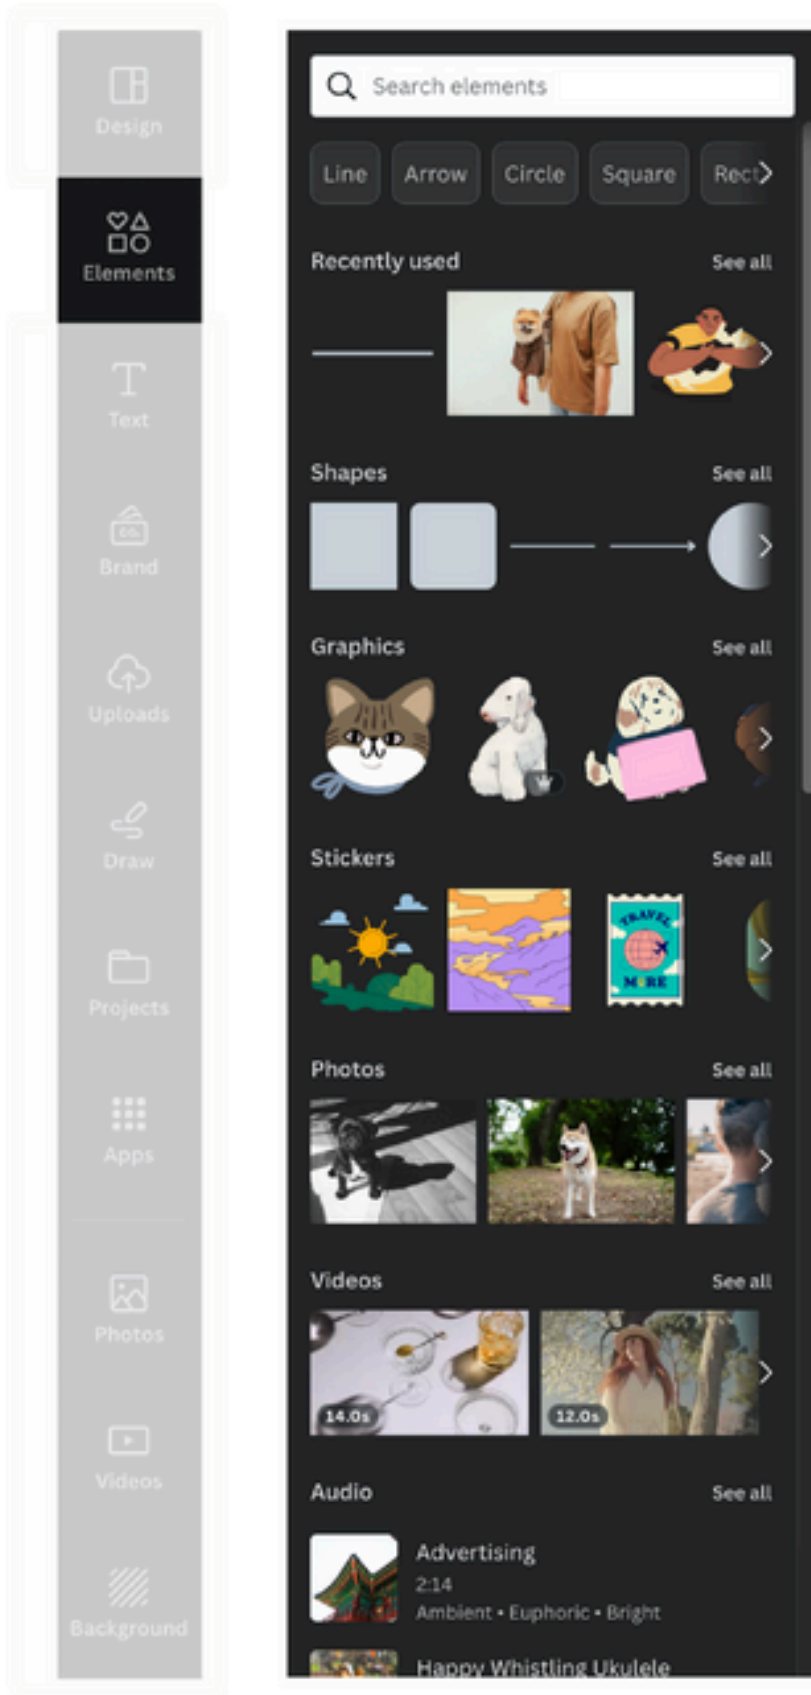 Design
Elements
Text
Brand
CO.
Uploads
Draw
Projects
Apps
Photos
Videos
Background
Search elements
Line
Arrow
Circle
Square
Rect
Recently used
See all
Shapes
See all
Graphics
See all
Stickers
See all
TRAVEL
MORE
Photos
See all
Videos
See all
14.0s
12.0s
Audio
See all
Advertising
2:14
Ambient • Euphoric • Bright
Happy Whistling Ukulele